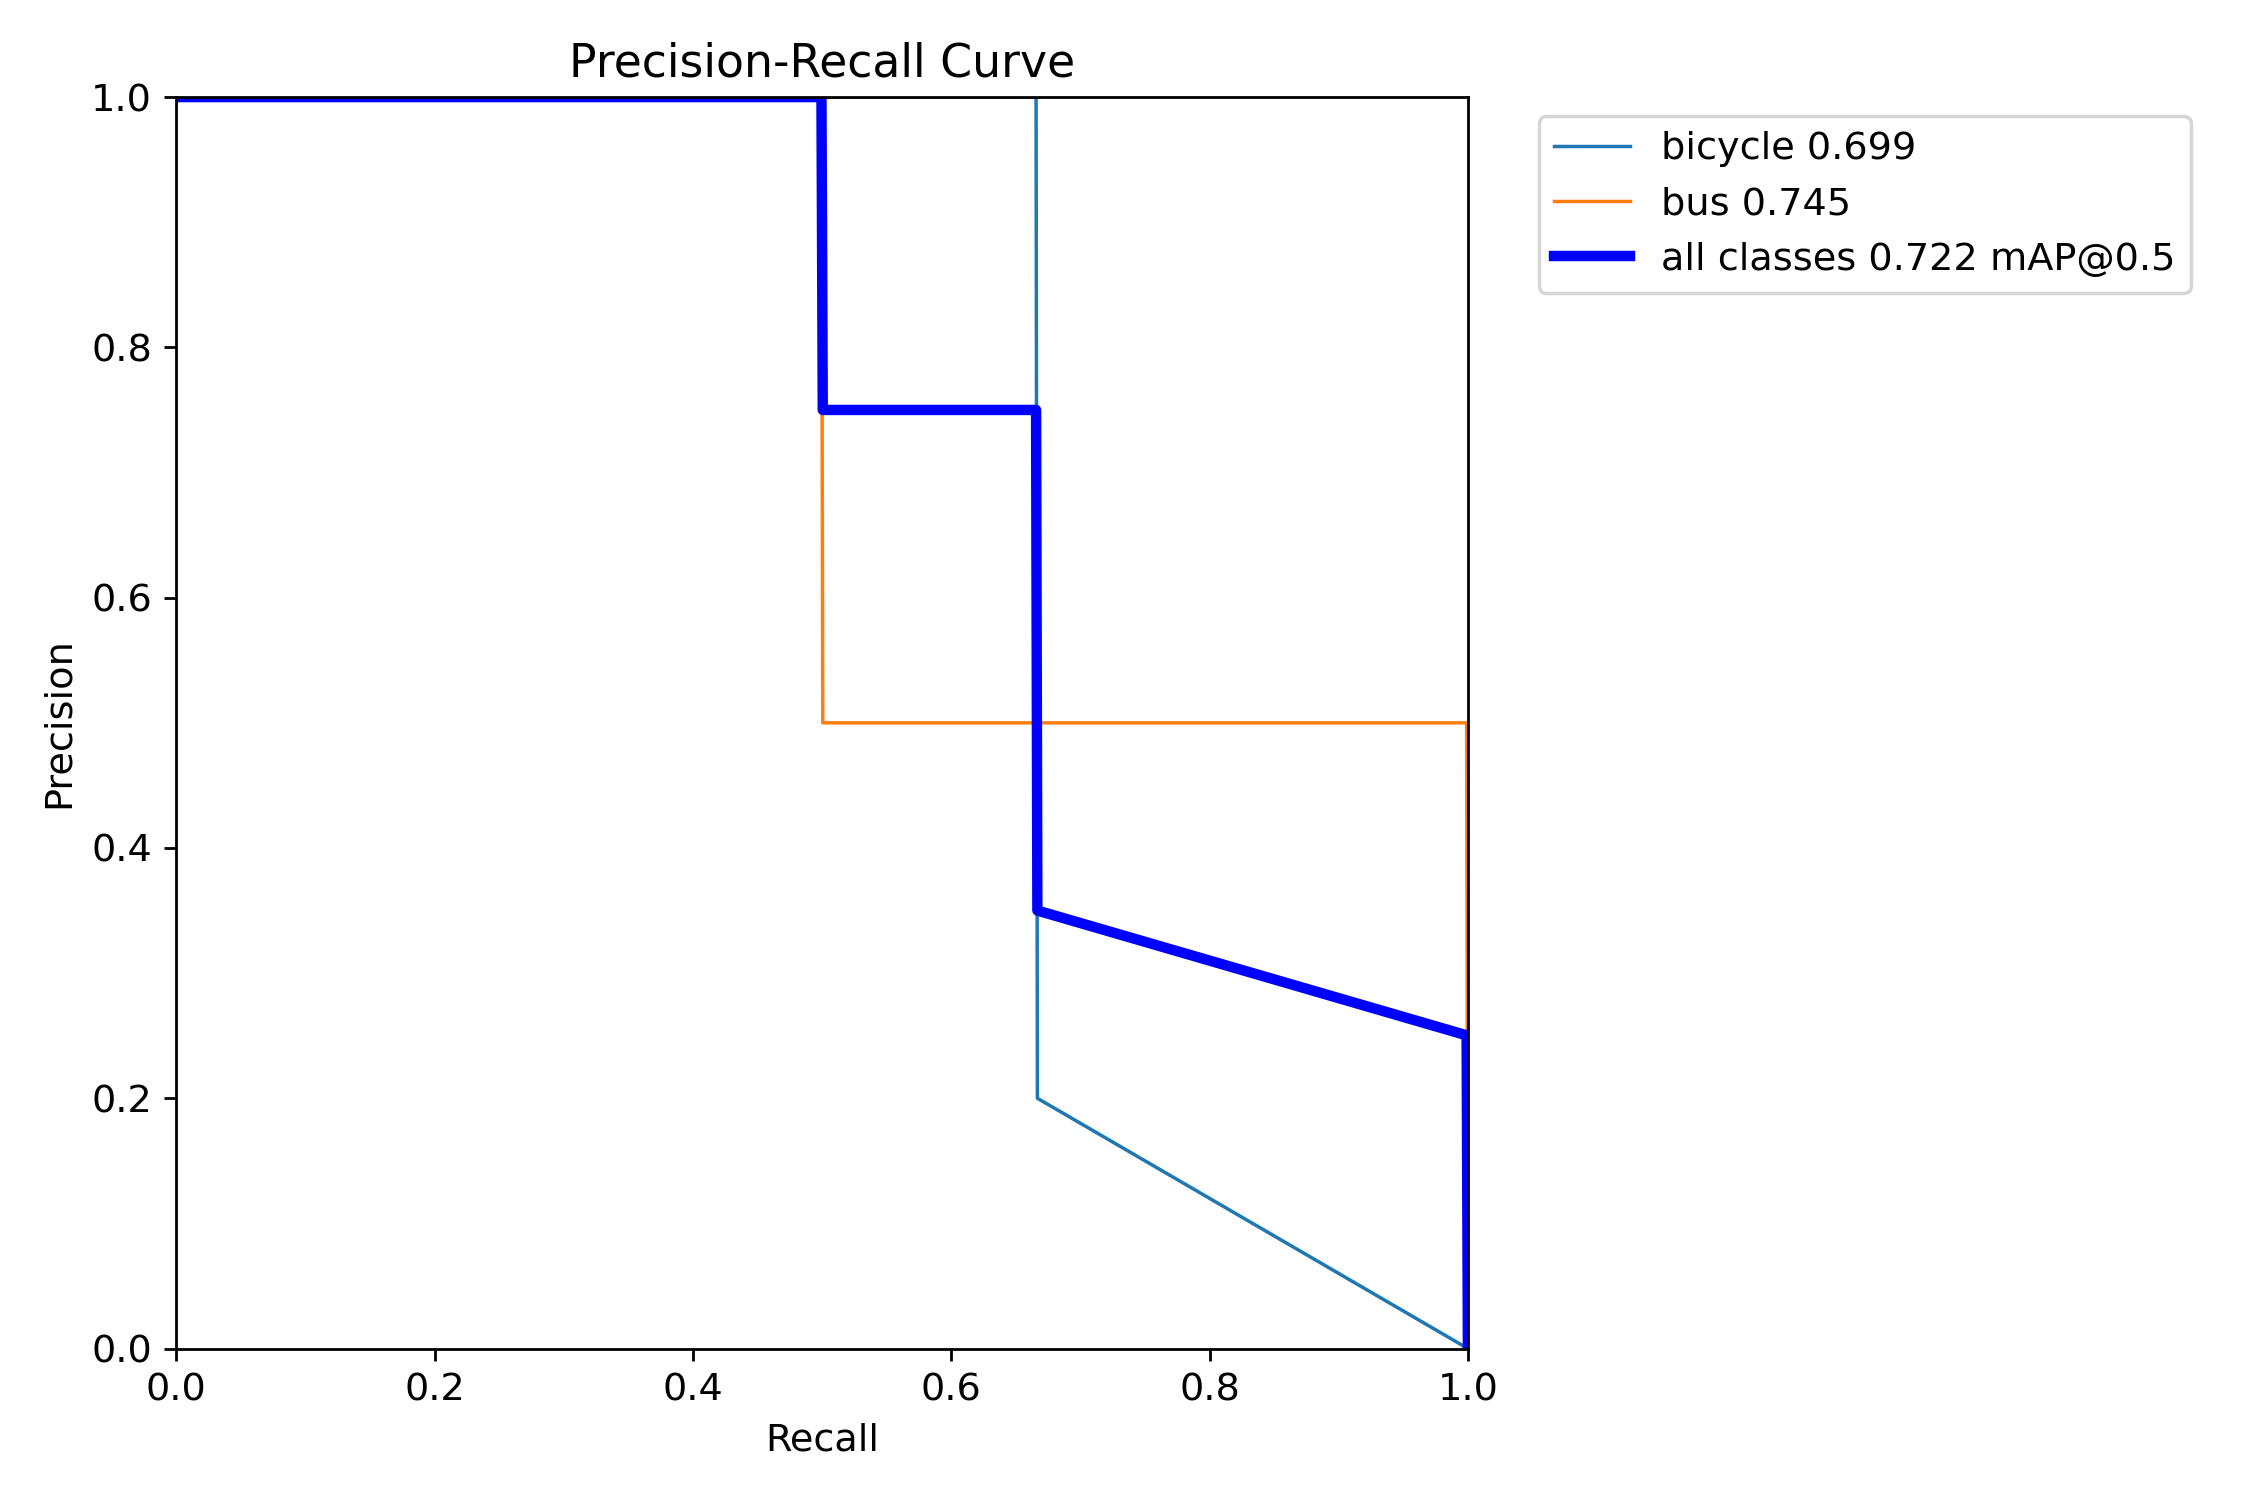 Precision-Recall Curve
1.0
0.8
0.6
0.4
0.2
0.0
Precision
0.0 0.2 0.4 0.6 0.8 1.0
Recall
bicycle 0.699
bus 0.745
all classes 0.722 mAP@0.5